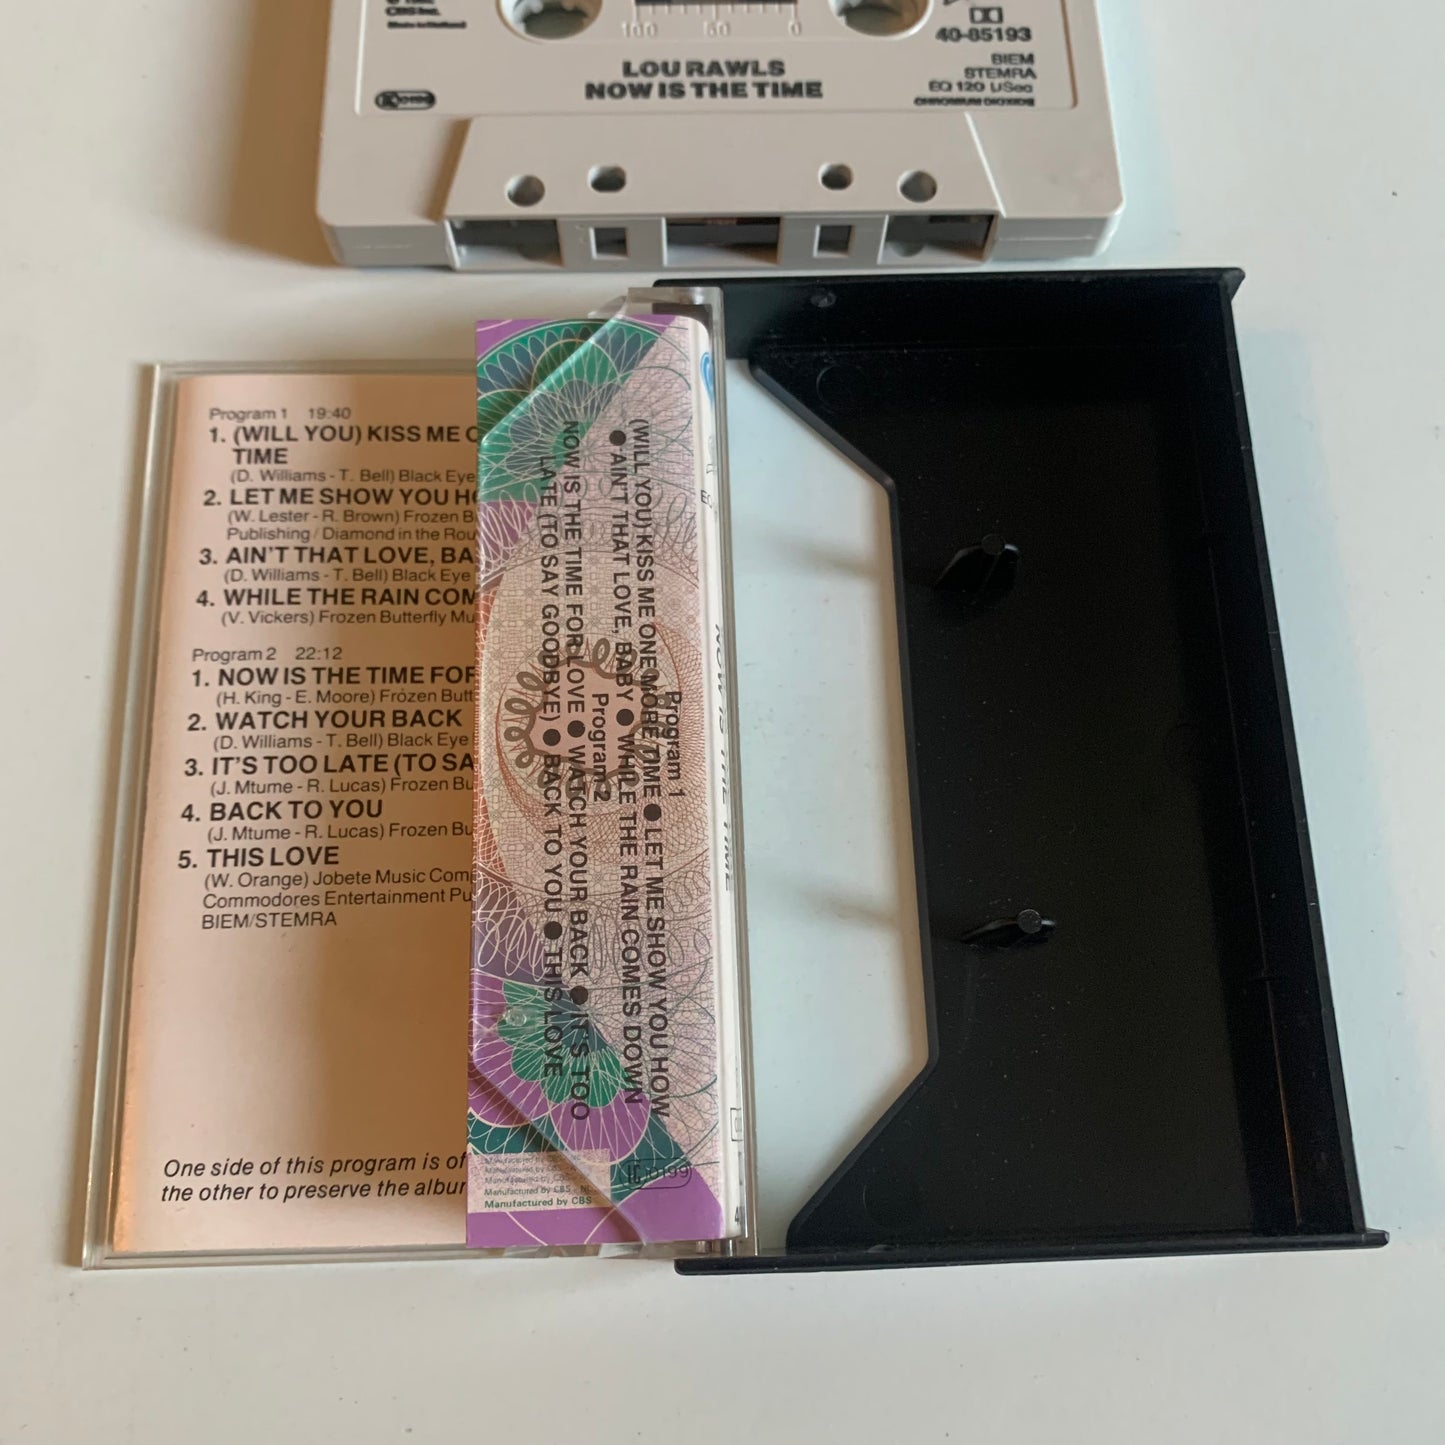 CBS Inc.
Made in Holland
100 50 0
40-85193
BIEM
STEMRA
EQ 120 µSec
CHROMIUM DIOXIDE
LOU RAWLS
NOW IS THE TIME
Program 1 19:40
1. (WILL YOU) KISS ME O
TIME
(D. Williams - T. Bell) Black Eye
2. LET ME SHOW YOU HO
(W. Lester - R. Brown) Frozen B
Publishing / Diamond in the Rou
3. AIN'T THAT LOVE, BA
(D. Williams - T. Bell) Black Eye
4. WHILE THE RAIN COM
(V. Vickers) Frozen Butterfly Mu
Program 2 22:12
1. NOW IS THE TIME FOR
(H. King - E. Moore) Frozen Butt
2. WATCH YOUR BACK
(D. Williams - T. Bell) Black Eye
3. IT'S TOO LATE (TO SA
(J. Mtume - R. Lucas) Frozen Bu
4. BACK TO YOU
(J. Mtume - R. Lucas) Frozen Bu
5. THIS LOVE
(W. Orange) Jobete Music Comp
Commodores Entertainment Pu
BIEM/STEMRA
One side of this program is of
the other to preserve the albu
Program 1
(WILL YOU) KISS ME ONE MORE TIME ● LET ME SHOW YOU HOW
● AIN'T THAT LOVE, BABY ● WHILE THE RAIN COMES DOWN
Program 2
NOW IS THE TIME FOR LOVE ● WATCH YOUR BACK ● IT'S TOO
LATE (TO SAY GOODBYE) ● BACK TO YOU ● THIS LOVE
NOW IS THE TIME
Manufactured by CBS
LC 0199